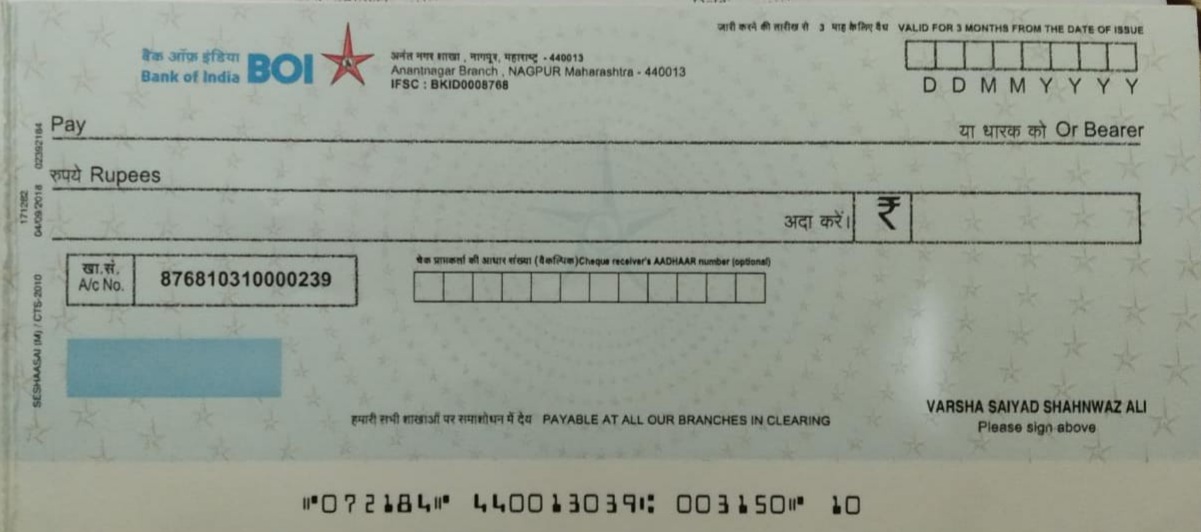 जारी करने की तारीख से 3 माह के लिए वैध VALID FOR 3 MONTHS FROM THE DATE OF ISSUE
बैंक ऑफ़ इंडिया
Bank of India BOI
अनंत नगर शाखा , नागपूर, महाराष्ट्र - 440013
Anantnagar Branch , NAGPUR Maharashtra - 440013
IFSC : BKID0008768
D D M M Y Y Y Y
Pay या धारक को Or Bearer
रुपये Rupees
अदा करें। ₹
खा.सं.
A/c No. 876810310000239
चेक प्राप्तकर्ता की आधार संख्या (वैकल्पिक)Cheque receiver's AADHAAR number (optional)
171282
04/09/2018 02392184
SESHAASAI (M) / CTS-2010
VARSHA SAIYAD SHAHNWAZ ALI
Please sign above
हमारी सभी शाखाओं पर समाशोधन में देय PAYABLE AT ALL OUR BRANCHES IN CLEARING
⑈072184⑈ 440013039⑆ 003150⑈ 10